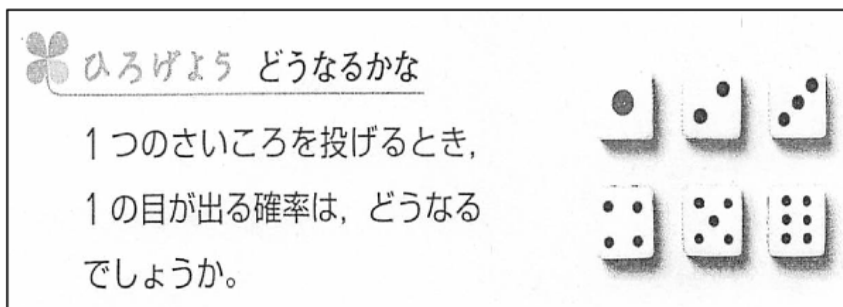 ひろげよう どうなるかな
1つのさいころを投げるとき,
1の目が出る確率は, どうなる
でしょうか。